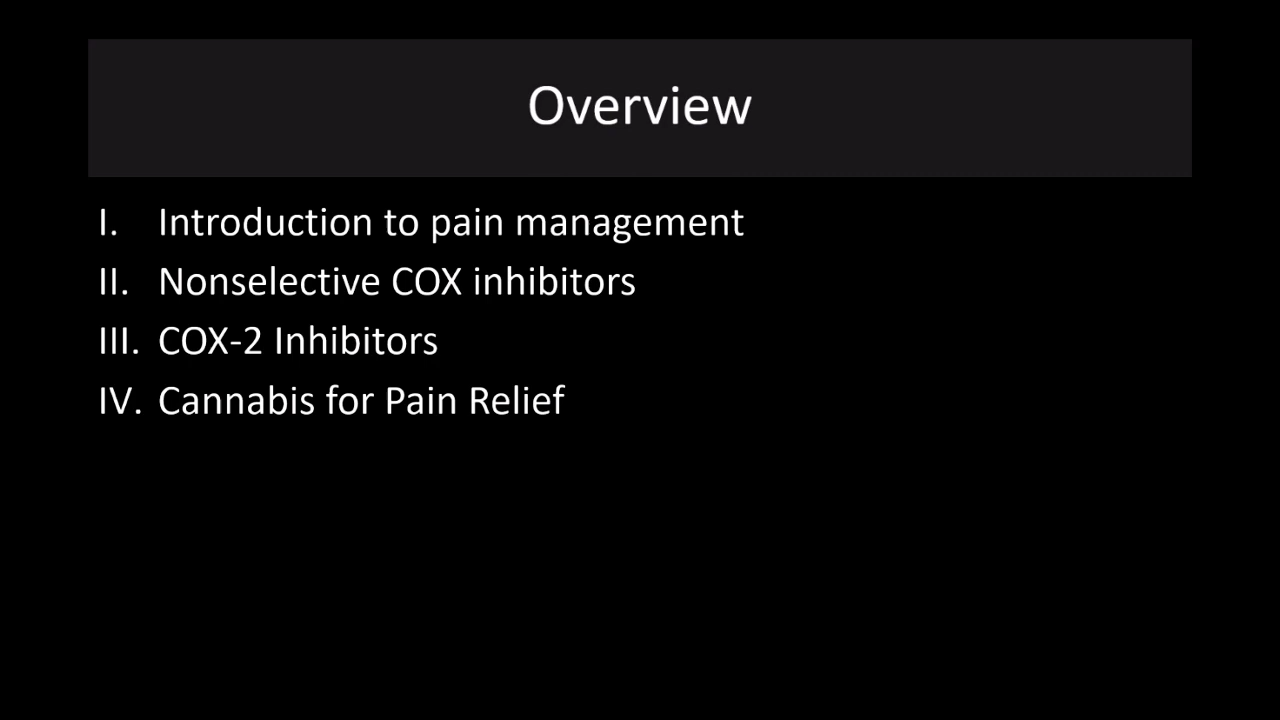 Overview
I. Introduction to pain management
II. Nonselective COX inhibitors
III. COX-2 Inhibitors
IV. Cannabis for Pain Relief